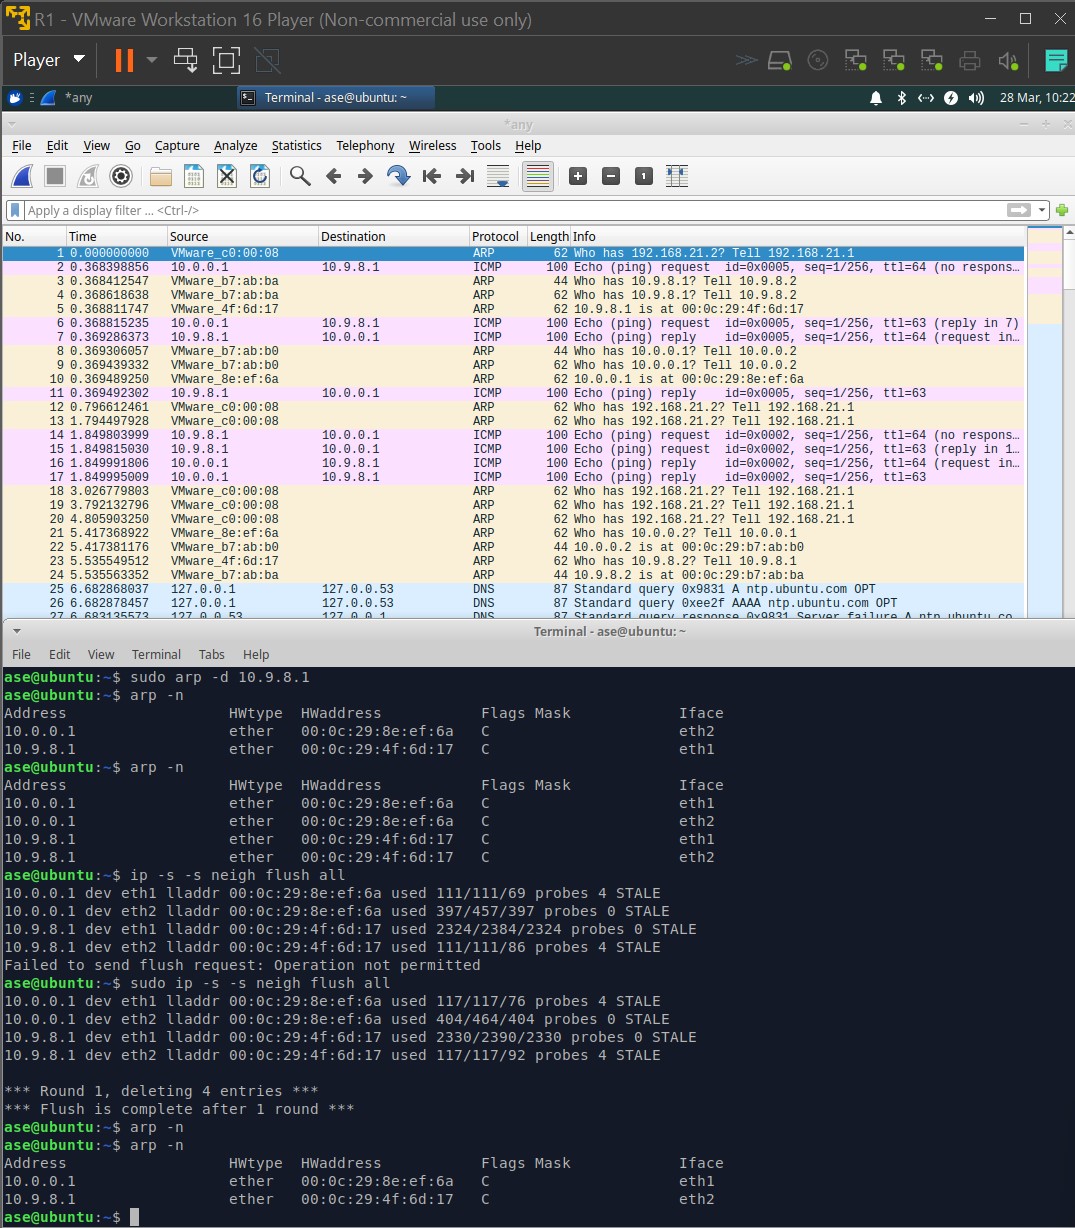 R1 - VMware Workstation 16 Player (Non-commercial use only)
Player
*any
Terminal - ase@ubuntu: ~
28 Mar, 10:22
*any
File Edit View Go Capture Analyze Statistics Telephony Wireless Tools Help
Apply a display filter ... <Ctrl-/>
No. Time Source Destination Protocol Length Info
1 0.000000000 VMware_c0:00:08 ARP 62 Who has 192.168.21.2? Tell 192.168.21.1
2 0.368398856 10.0.0.1 10.9.8.1 ICMP 100 Echo (ping) request id=0x0005, seq=1/256, ttl=64 (no respons…
3 0.368412547 VMware_b7:ab:ba ARP 44 Who has 10.9.8.1? Tell 10.9.8.2
4 0.368618638 VMware_b7:ab:ba ARP 62 Who has 10.9.8.1? Tell 10.9.8.2
5 0.368811747 VMware_4f:6d:17 ARP 62 10.9.8.1 is at 00:0c:29:4f:6d:17
6 0.368815235 10.0.0.1 10.9.8.1 ICMP 100 Echo (ping) request id=0x0005, seq=1/256, ttl=63 (reply in 7)
7 0.369286373 10.9.8.1 10.0.0.1 ICMP 100 Echo (ping) reply id=0x0005, seq=1/256, ttl=64 (request in…
8 0.369306057 VMware_b7:ab:b0 ARP 44 Who has 10.0.0.1? Tell 10.0.0.2
9 0.369439332 VMware_b7:ab:b0 ARP 62 Who has 10.0.0.1? Tell 10.0.0.2
10 0.369489250 VMware_8e:ef:6a ARP 62 10.0.0.1 is at 00:0c:29:8e:ef:6a
11 0.369492302 10.9.8.1 10.0.0.1 ICMP 100 Echo (ping) reply id=0x0005, seq=1/256, ttl=63
12 0.796612461 VMware_c0:00:08 ARP 62 Who has 192.168.21.2? Tell 192.168.21.1
13 1.794497928 VMware_c0:00:08 ARP 62 Who has 192.168.21.2? Tell 192.168.21.1
14 1.849803999 10.9.8.1 10.0.0.1 ICMP 100 Echo (ping) request id=0x0002, seq=1/256, ttl=64 (no respons…
15 1.849815030 10.9.8.1 10.0.0.1 ICMP 100 Echo (ping) request id=0x0002, seq=1/256, ttl=63 (reply in 1…
16 1.849991806 10.0.0.1 10.9.8.1 ICMP 100 Echo (ping) reply id=0x0002, seq=1/256, ttl=64 (request in…
17 1.849995009 10.0.0.1 10.9.8.1 ICMP 100 Echo (ping) reply id=0x0002, seq=1/256, ttl=63
18 3.026779803 VMware_c0:00:08 ARP 62 Who has 192.168.21.2? Tell 192.168.21.1
19 3.792132796 VMware_c0:00:08 ARP 62 Who has 192.168.21.2? Tell 192.168.21.1
20 4.805903250 VMware_c0:00:08 ARP 62 Who has 192.168.21.2? Tell 192.168.21.1
21 5.417368922 VMware_8e:ef:6a ARP 62 Who has 10.0.0.2? Tell 10.0.0.1
22 5.417381176 VMware_b7:ab:b0 ARP 44 10.0.0.2 is at 00:0c:29:b7:ab:b0
23 5.535549512 VMware_4f:6d:17 ARP 62 Who has 10.9.8.2? Tell 10.9.8.1
24 5.535563352 VMware_b7:ab:ba ARP 44 10.9.8.2 is at 00:0c:29:b7:ab:ba
25 6.682868037 127.0.0.1 127.0.0.53 DNS 87 Standard query 0x9831 A ntp.ubuntu.com OPT
26 6.682878457 127.0.0.1 127.0.0.53 DNS 87 Standard query 0xee2f AAAA ntp.ubuntu.com OPT
27 6.683135573 127.0.0.53 127.0.0.1 DNS 87 Standard query response 0x9831 Server failure A ntp.ubuntu.co…
Terminal - ase@ubuntu: ~
File Edit View Terminal Tabs Help
ase@ubuntu:~$ sudo arp -d 10.9.8.1
ase@ubuntu:~$ arp -n
Address HWtype HWaddress Flags Mask Iface
10.0.0.1 ether 00:0c:29:8e:ef:6a C eth2
10.9.8.1 ether 00:0c:29:4f:6d:17 C eth1
ase@ubuntu:~$ arp -n
Address HWtype HWaddress Flags Mask Iface
10.0.0.1 ether 00:0c:29:8e:ef:6a C eth1
10.0.0.1 ether 00:0c:29:8e:ef:6a C eth2
10.9.8.1 ether 00:0c:29:4f:6d:17 C eth1
10.9.8.1 ether 00:0c:29:4f:6d:17 C eth2
ase@ubuntu:~$ ip -s -s neigh flush all
10.0.0.1 dev eth1 lladdr 00:0c:29:8e:ef:6a used 111/111/69 probes 4 STALE
10.0.0.1 dev eth2 lladdr 00:0c:29:8e:ef:6a used 397/457/397 probes 0 STALE
10.9.8.1 dev eth1 lladdr 00:0c:29:4f:6d:17 used 2324/2384/2324 probes 0 STALE
10.9.8.1 dev eth2 lladdr 00:0c:29:4f:6d:17 used 111/111/86 probes 4 STALE
Failed to send flush request: Operation not permitted
ase@ubuntu:~$ sudo ip -s -s neigh flush all
10.0.0.1 dev eth1 lladdr 00:0c:29:8e:ef:6a used 117/117/76 probes 4 STALE
10.0.0.1 dev eth2 lladdr 00:0c:29:8e:ef:6a used 404/464/404 probes 0 STALE
10.9.8.1 dev eth1 lladdr 00:0c:29:4f:6d:17 used 2330/2390/2330 probes 0 STALE
10.9.8.1 dev eth2 lladdr 00:0c:29:4f:6d:17 used 117/117/92 probes 4 STALE
*** Round 1, deleting 4 entries ***
*** Flush is complete after 1 round ***
ase@ubuntu:~$ arp -n
ase@ubuntu:~$ arp -n
Address HWtype HWaddress Flags Mask Iface
10.0.0.1 ether 00:0c:29:8e:ef:6a C eth1
10.9.8.1 ether 00:0c:29:4f:6d:17 C eth2
ase@ubuntu:~$